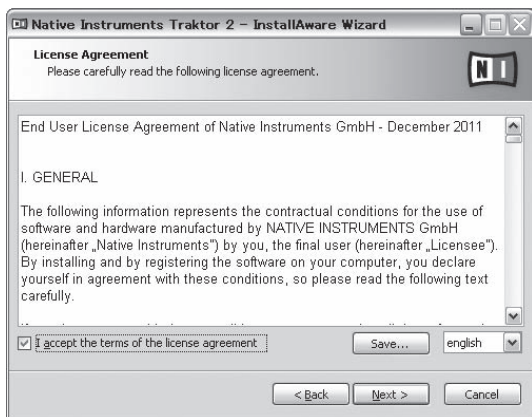 Native Instruments Traktor 2 – InstallAware Wizard
License Agreement
Please carefully read the following license agreement.
N I
End User License Agreement of Native Instruments GmbH - December 2011
I. GENERAL
The following information represents the contractual conditions for the use of
software and hardware manufactured by NATIVE INSTRUMENTS GmbH
(hereinafter „Native Instruments") by you, the final user (hereinafter „Licensee").
By installing and by registering the software on your computer, you declare
yourself in agreement with these conditions, so please read the following text
carefully.
I accept the terms of the license agreement
Save...
english
< Back
Next >
Cancel